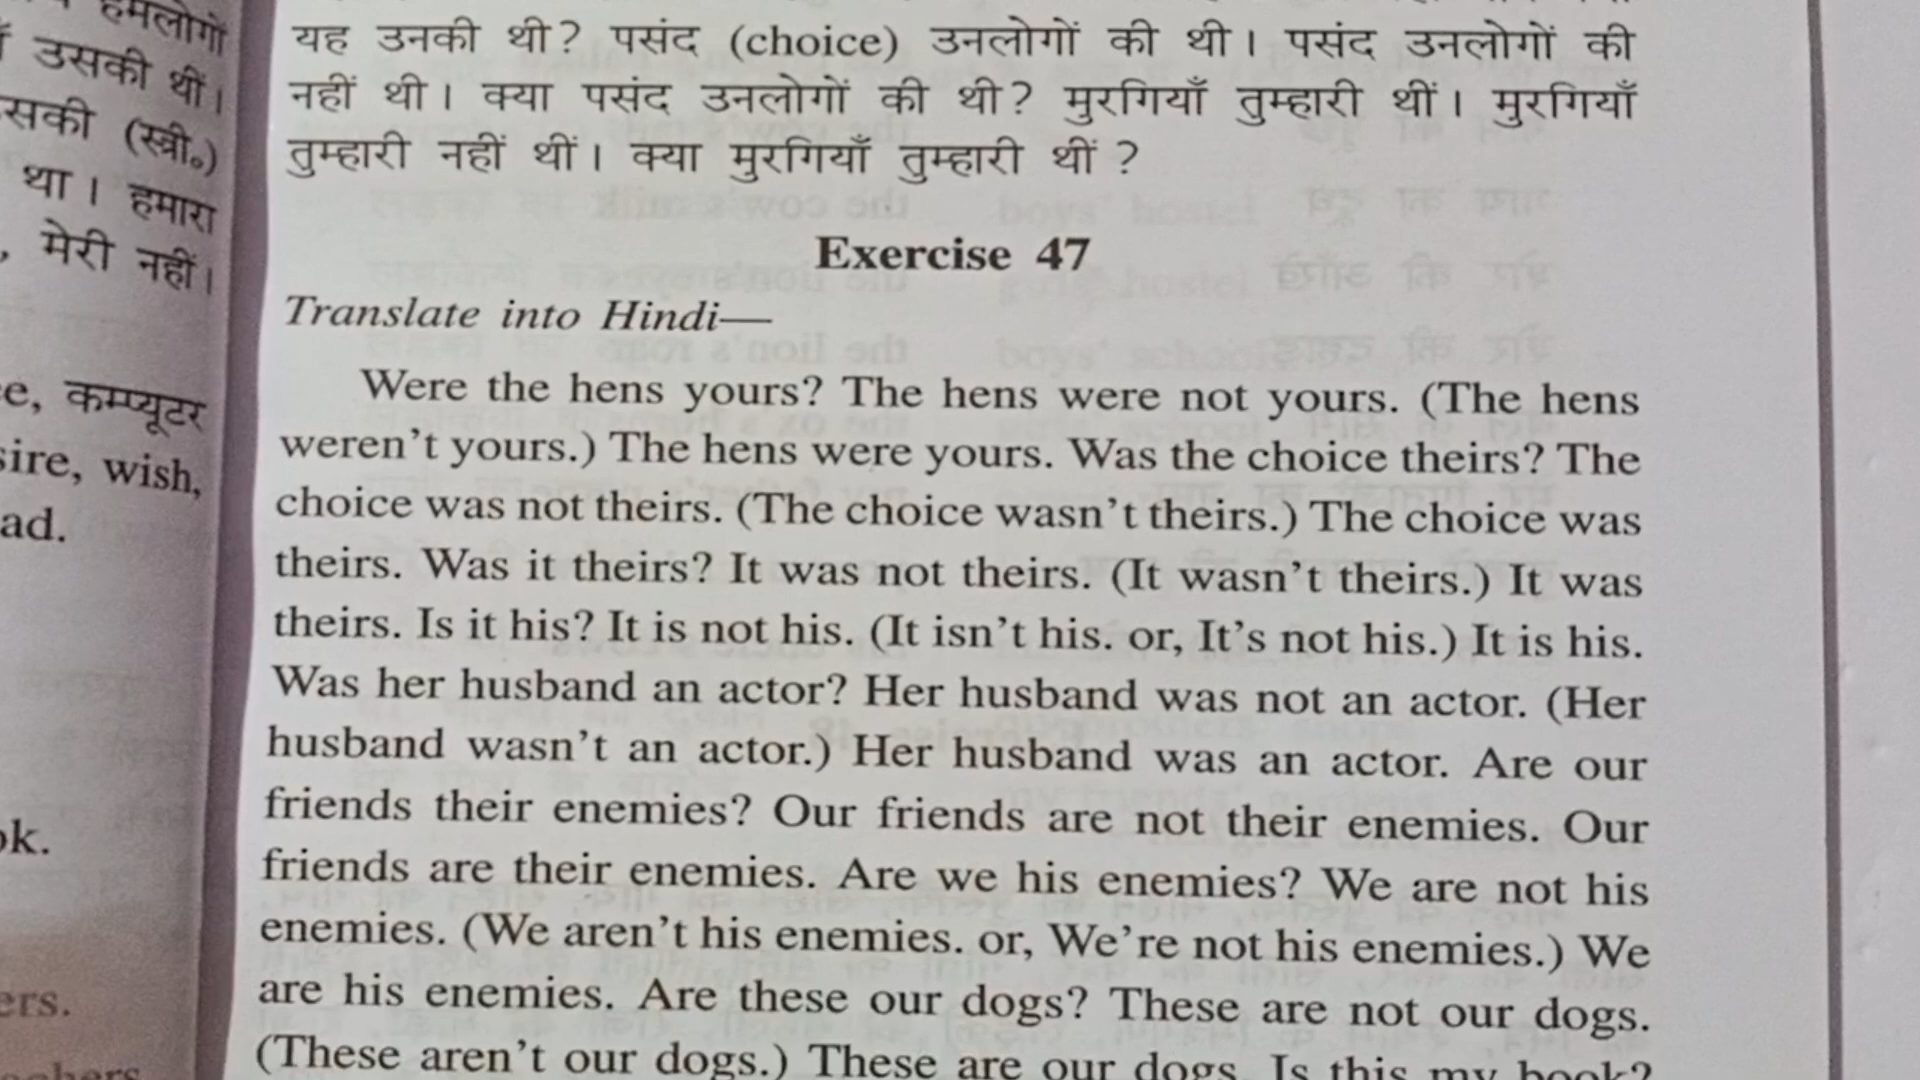 हमलोगों
उसकी थीं।
(स्त्री॰)
था। हमारा
, मेरी नहीं।
e, कम्प्यूटर
sire, wish,
ad.
ok.
ers.
यह उनकी थी? पसंद (choice) उनलोगों की थी। पसंद उनलोगों की
नहीं थी। क्या पसंद उनलोगों की थी? मुरगियाँ तुम्हारी थीं। मुरगियाँ
तुम्हारी नहीं थीं। क्या मुरगियाँ तुम्हारी थीं ?
Exercise 47
Translate into Hindi—
Were the hens yours? The hens were not yours. (The hens
weren't yours.) The hens were yours. Was the choice theirs? The
choice was not theirs. (The choice wasn't theirs.) The choice was
theirs. Was it theirs? It was not theirs. (It wasn't theirs.) It was
theirs. Is it his? It is not his. (It isn't his. or, It's not his.) It is his.
Was her husband an actor? Her husband was not an actor. (Her
husband wasn't an actor.) Her husband was an actor. Are our
friends their enemies? Our friends are not their enemies. Our
friends are their enemies. Are we his enemies? We are not his
enemies. (We aren't his enemies. or, We're not his enemies.) We
are his enemies. Are these our dogs? These are not our dogs.
(These aren't our dogs.) These are our dogs. Is this my book?